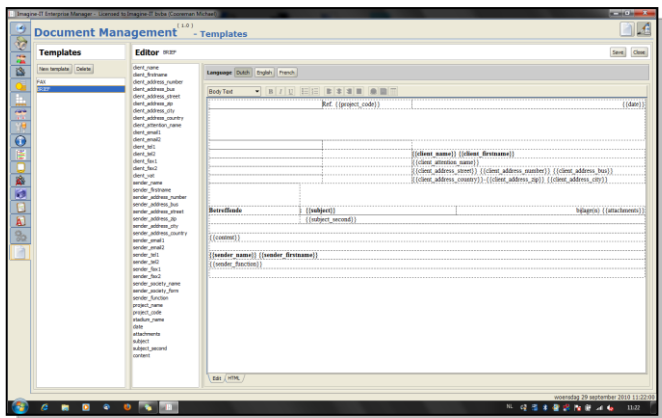 Imagine-IT Enterprise Manager - Licensed to Imagine IT bvba (Cooreman Michael)
Document Management (1.0) - Templates
Templates
New template Delete
FAX
BRIEF
Editor BRIEF
Save Close
client_name
client_firstname
client_address_number
client_address_bus
client_address_street
client_address_zip
client_address_city
client_address_country
client_attention_name
client_email1
client_email2
client_tel1
client_tel2
client_fax1
client_fax2
client_vat
sender_name
sender_firstname
sender_address_number
sender_address_bus
sender_address_street
sender_address_zip
sender_address_city
sender_address_country
sender_email1
sender_email2
sender_tel1
sender_tel2
sender_fax1
sender_fax2
sender_society_name
sender_society_form
sender_function
project_name
project_code
stadium_name
date
attachments
subject
subject_second
content
Language Dutch English French
Body Text B I U
Ref. {{project_code}} {{date}}
{{client_name}} {{client_firstname}}
{{client_attention_name}}
{{client_address_street}} {{client_address_number}} {{client_address_bus}}
{{client_address_country}}-{{client_address_zip}} {{client_address_city}}
Betreffende : {{subject}} bijlage(n) {{attachments}}
{{subject_second}}
{{content}}
{{sender_name}} {{sender_firstname}}
{{sender_function}}
Edit HTML
woensdag 29 september 2010 11:22:00
NL 11:22